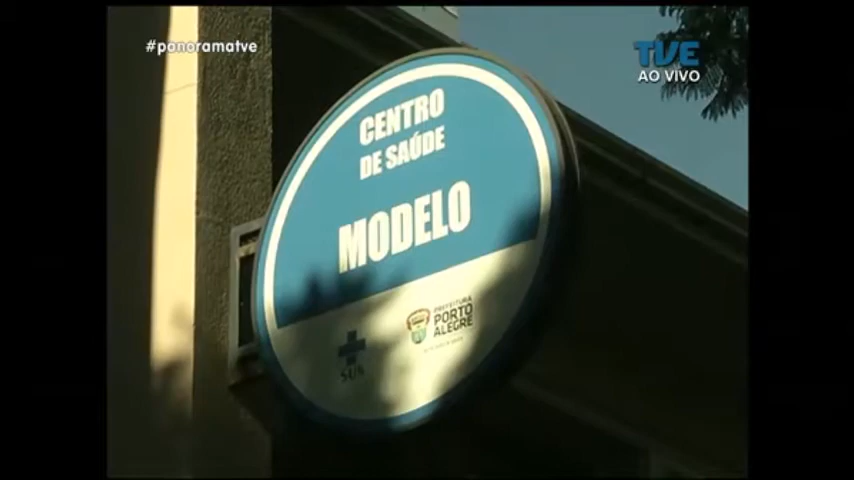 #panoramatve
TVE
AO VIVO
CENTRO
DE SAÚDE
MODELO
SUS
PREFEITURA
PORTO
ALEGRE